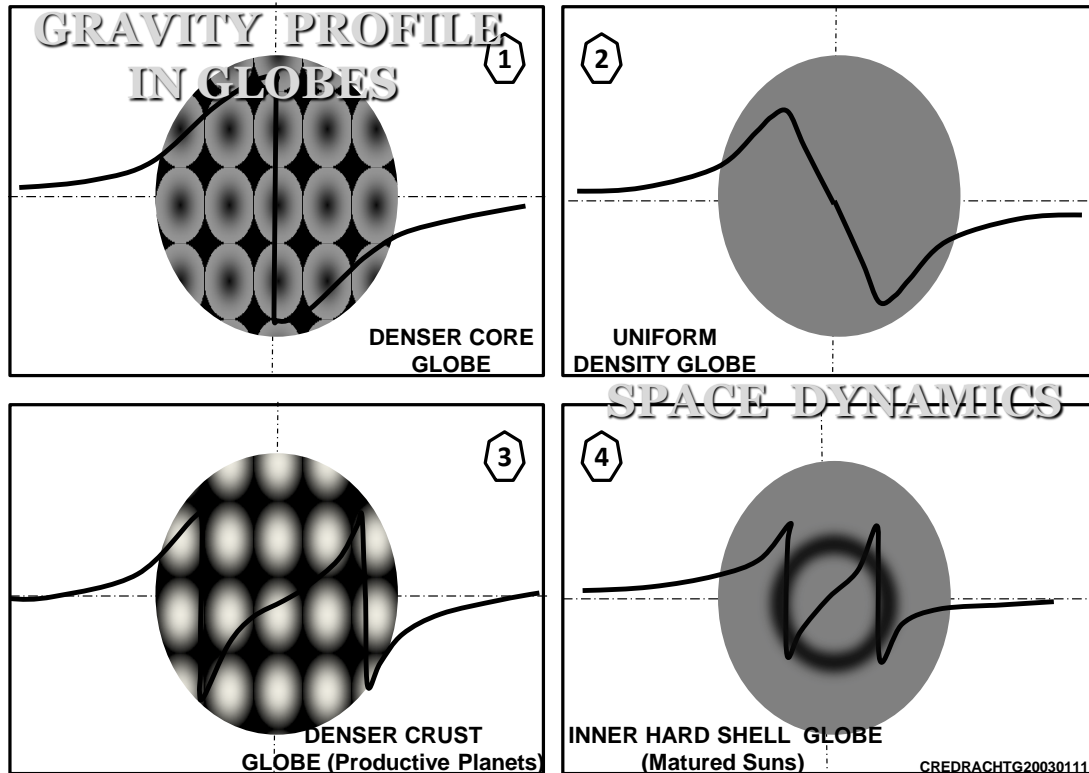 GRAVITY PROFILE
IN GLOBES
1
DENSER CORE
GLOBE
2
UNIFORM
DENSITY GLOBE
SPACE DYNAMICS
3
DENSER CRUST
GLOBE (Productive Planets)
4
INNER HARD SHELL GLOBE
(Matured Suns)
CREDRACHTG20030111